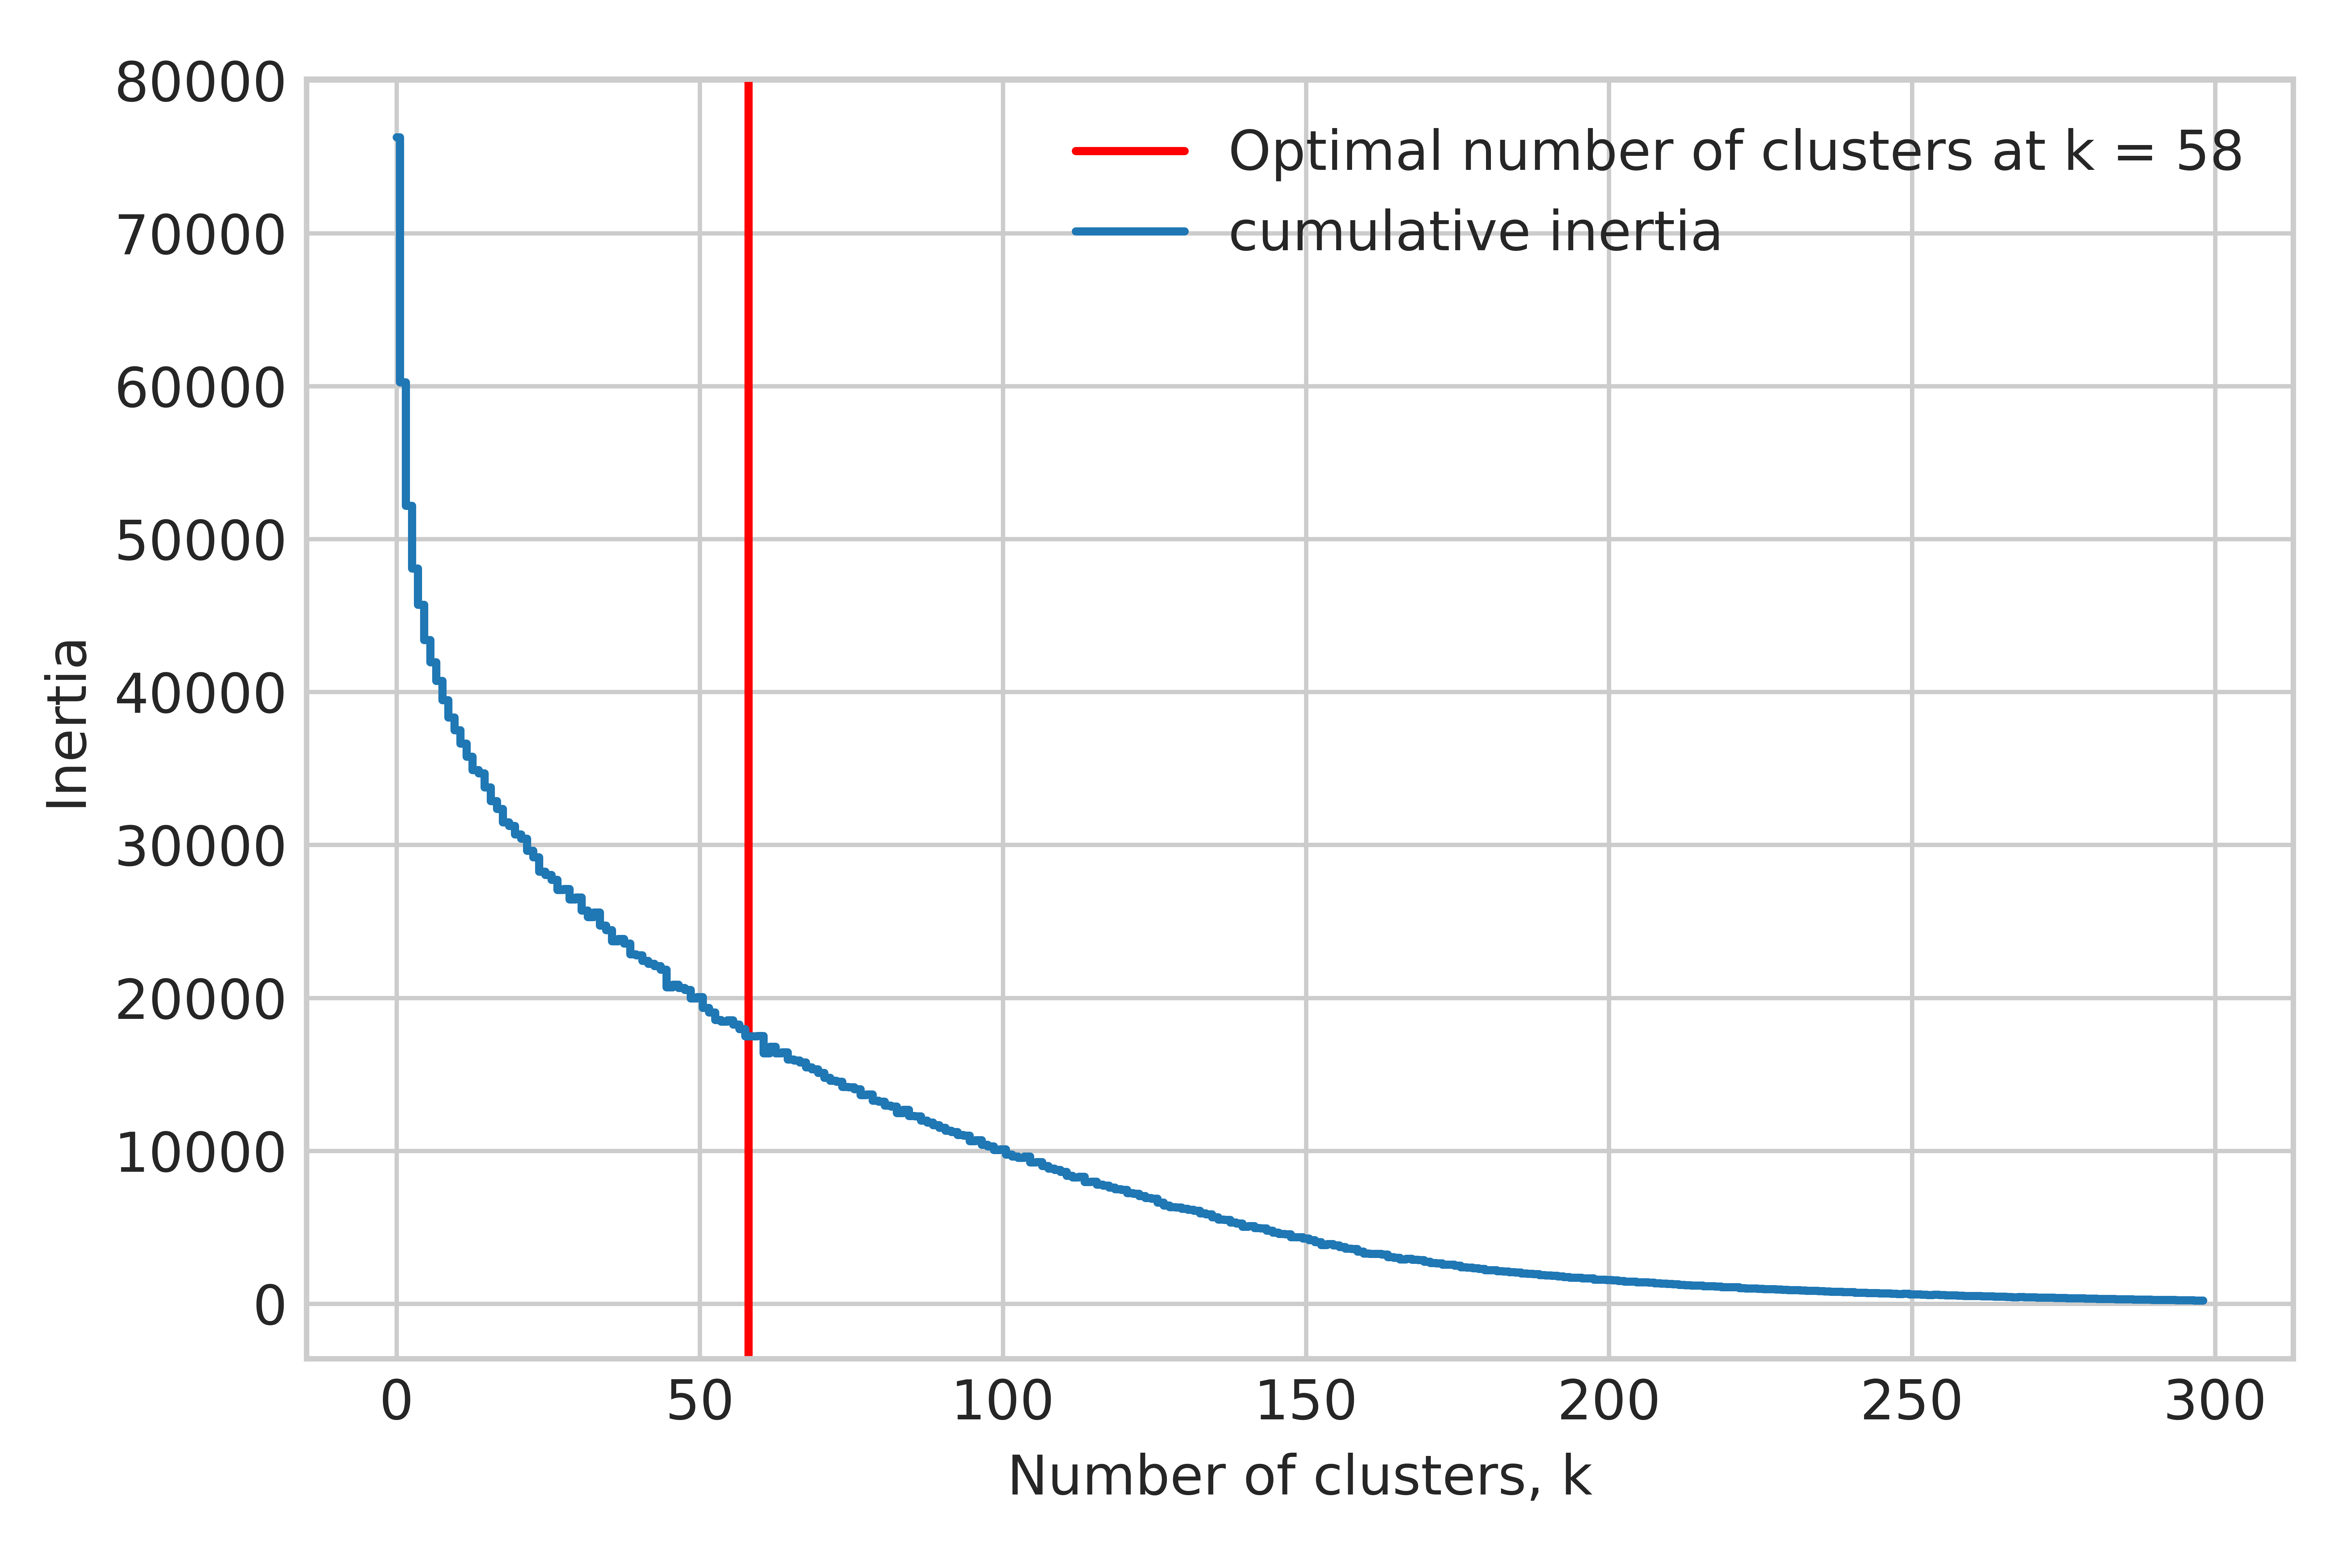 80000
70000
60000
50000
40000
30000
20000
10000
0
Inertia
Optimal number of clusters at k = 58
cumulative inertia
0 50 100 150 200 250 300
Number of clusters, k